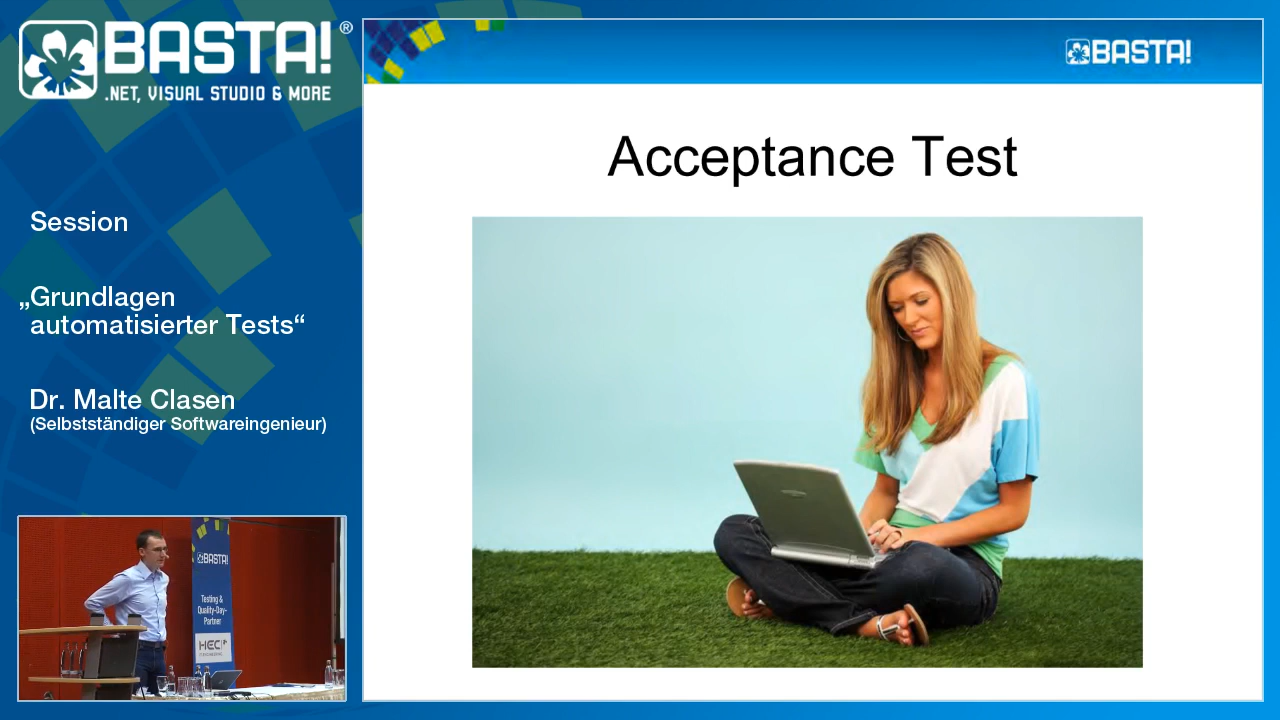 BASTA!®
.NET, VISUAL STUDIO & MORE
Session
„Grundlagen
automatisierter Tests“
Dr. Malte Clasen
(Selbstständiger Softwareingenieur)
BASTA!
Acceptance Test
BASTA!
Testing &
Quality-Day-
Partner
HEC